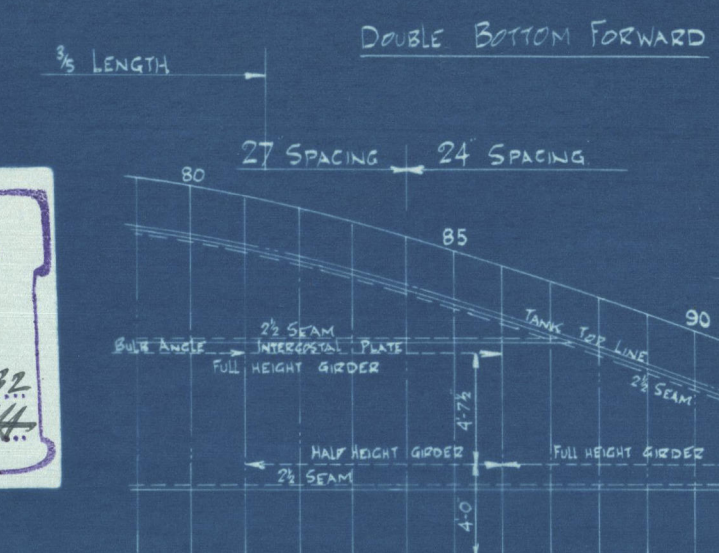 DOUBLE BOTTOM FORWARD
3/5 LENGTH
27" SPACING
24" SPACING
80
85
90
TANK TOP LINE
2½ SEAM
2½ SEAM
BULB ANGLE
INTERCOSTAL PLATE
FULL HEIGHT GIRDER
4-7½
HALF HEIGHT GIRDER
FULL HEIGHT GIRDER
2½ SEAM
4-0
32